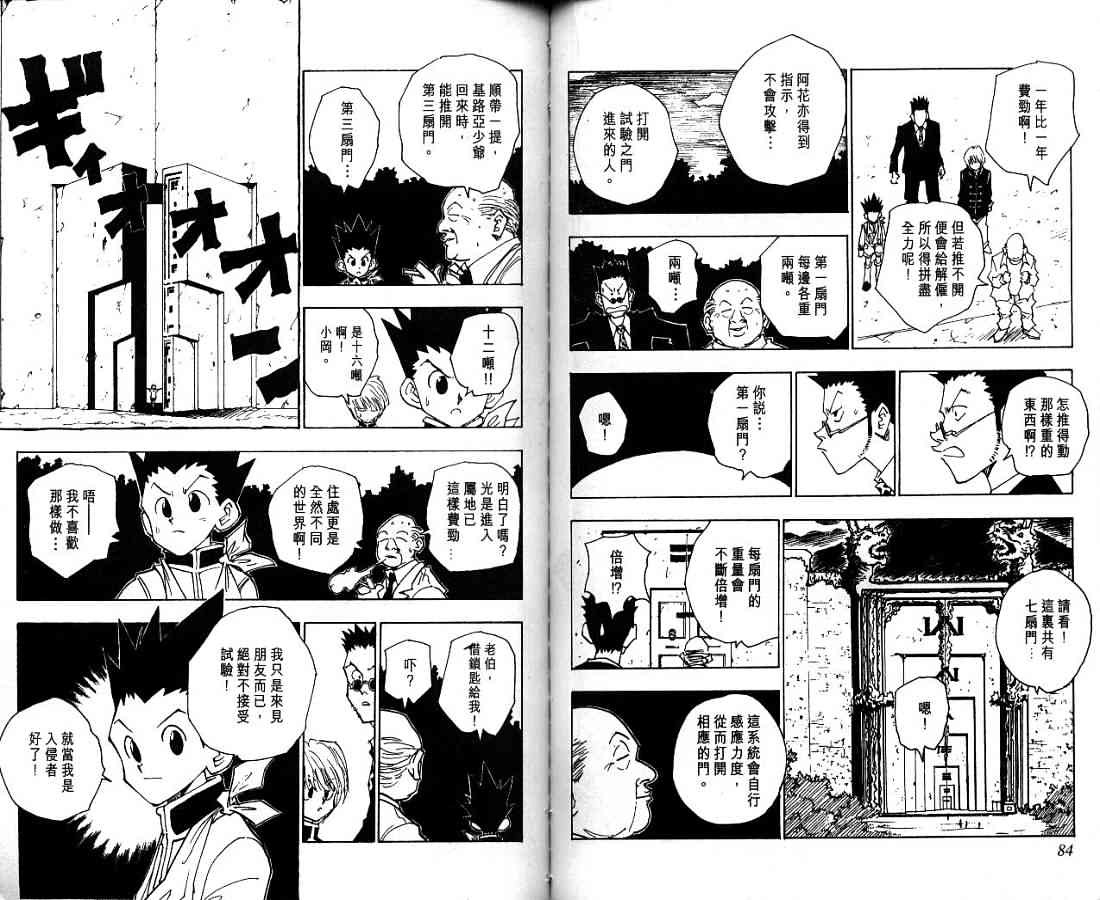 一年比一年
費勁啊!
但若推不開
便會給解僱
所以得拼盡
全力呢!
阿花亦得到
指示,
不會攻擊…
打開
試驗之門
進來的人。
第一扇門
每邊各重
兩噸。
兩噸…
怎推得動
那樣重的
東西啊!?
你説…
第一扇門?
嗯!
請看!
這裏共有
七扇門…
嗯!
每扇門的
重量會
不斷倍增!
倍增!?
這系統會自行
感應力度,
從而打開
相應的門。
84
順帶一提,
基路亞少爺
回來時,
能推開
第三扇門。
第三扇門…
ギィオオオオン
十二噸!!
是十六噸
啊!
小岡。
明白了嗎?
光是進入
屬地已
這樣費勁…
住處更是
全然不同
的世界啊!
唔——
我不喜歡
那樣做…
老伯,
借鎖匙給我!
吓?
我只是來見
朋友而已,
絕對不接受
試驗!
就當我是
入侵者
好了!